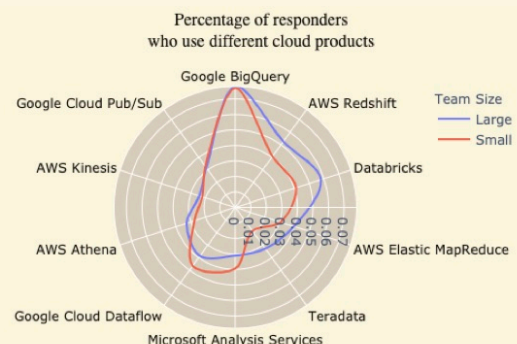 Percentage of responders
who use different cloud products
Google BigQuery
Google Cloud Pub/Sub
AWS Redshift
Team Size
Large
Small
AWS Kinesis
Databricks
0
0.01
0.02
0.03
0.04
0.05
0.06
0.07
AWS Athena
AWS Elastic MapReduce
Google Cloud Dataflow
Teradata
Microsoft Analysis Services